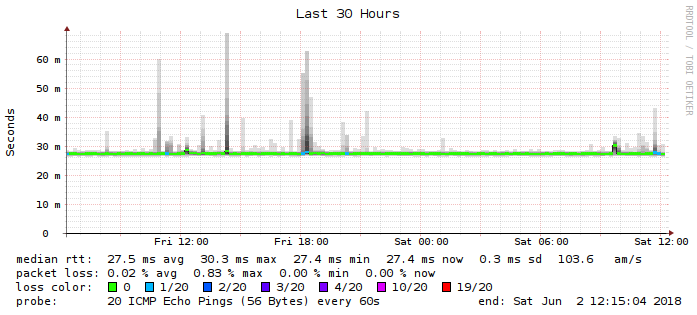 Last 30 Hours
RRDTOOL / TOBI OETIKER
Seconds
60 m
50 m
40 m
30 m
20 m
10 m
0
Fri 12:00 Fri 18:00 Sat 00:00 Sat 06:00 Sat 12:00
median rtt: 27.5 ms avg 30.3 ms max 27.4 ms min 27.4 ms now 0.3 ms sd 103.6 am/s
packet loss: 0.02 % avg 0.83 % max 0.00 % min 0.00 % now
loss color: 0 1/20 2/20 3/20 4/20 10/20 19/20
probe: 20 ICMP Echo Pings (56 Bytes) every 60s end: Sat Jun 2 12:15:04 2018